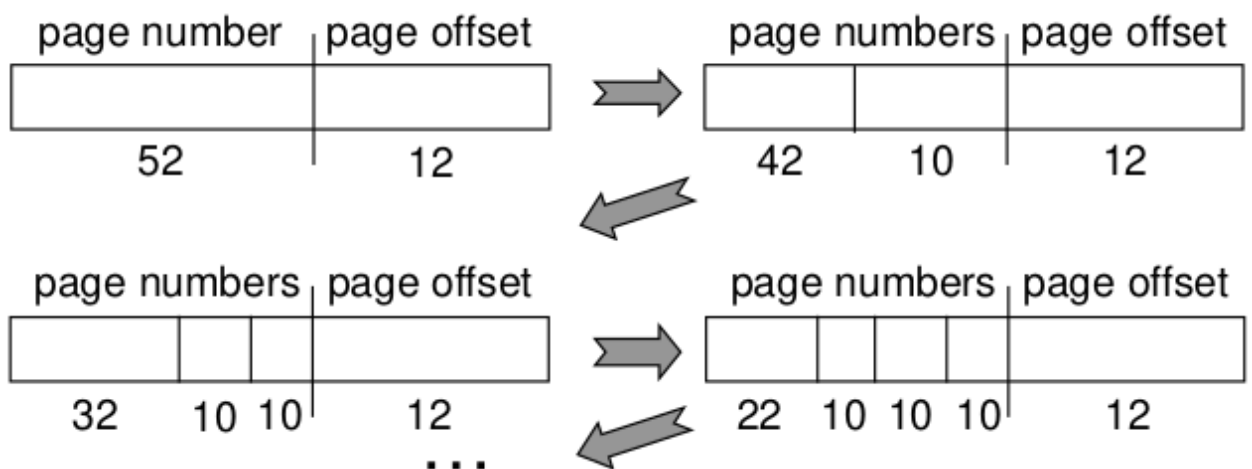 page number page offset page numbers page offset
52 12 42 10 12
page numbers page offset page numbers page offset
32 10 10 12 22 10 10 10 12
...